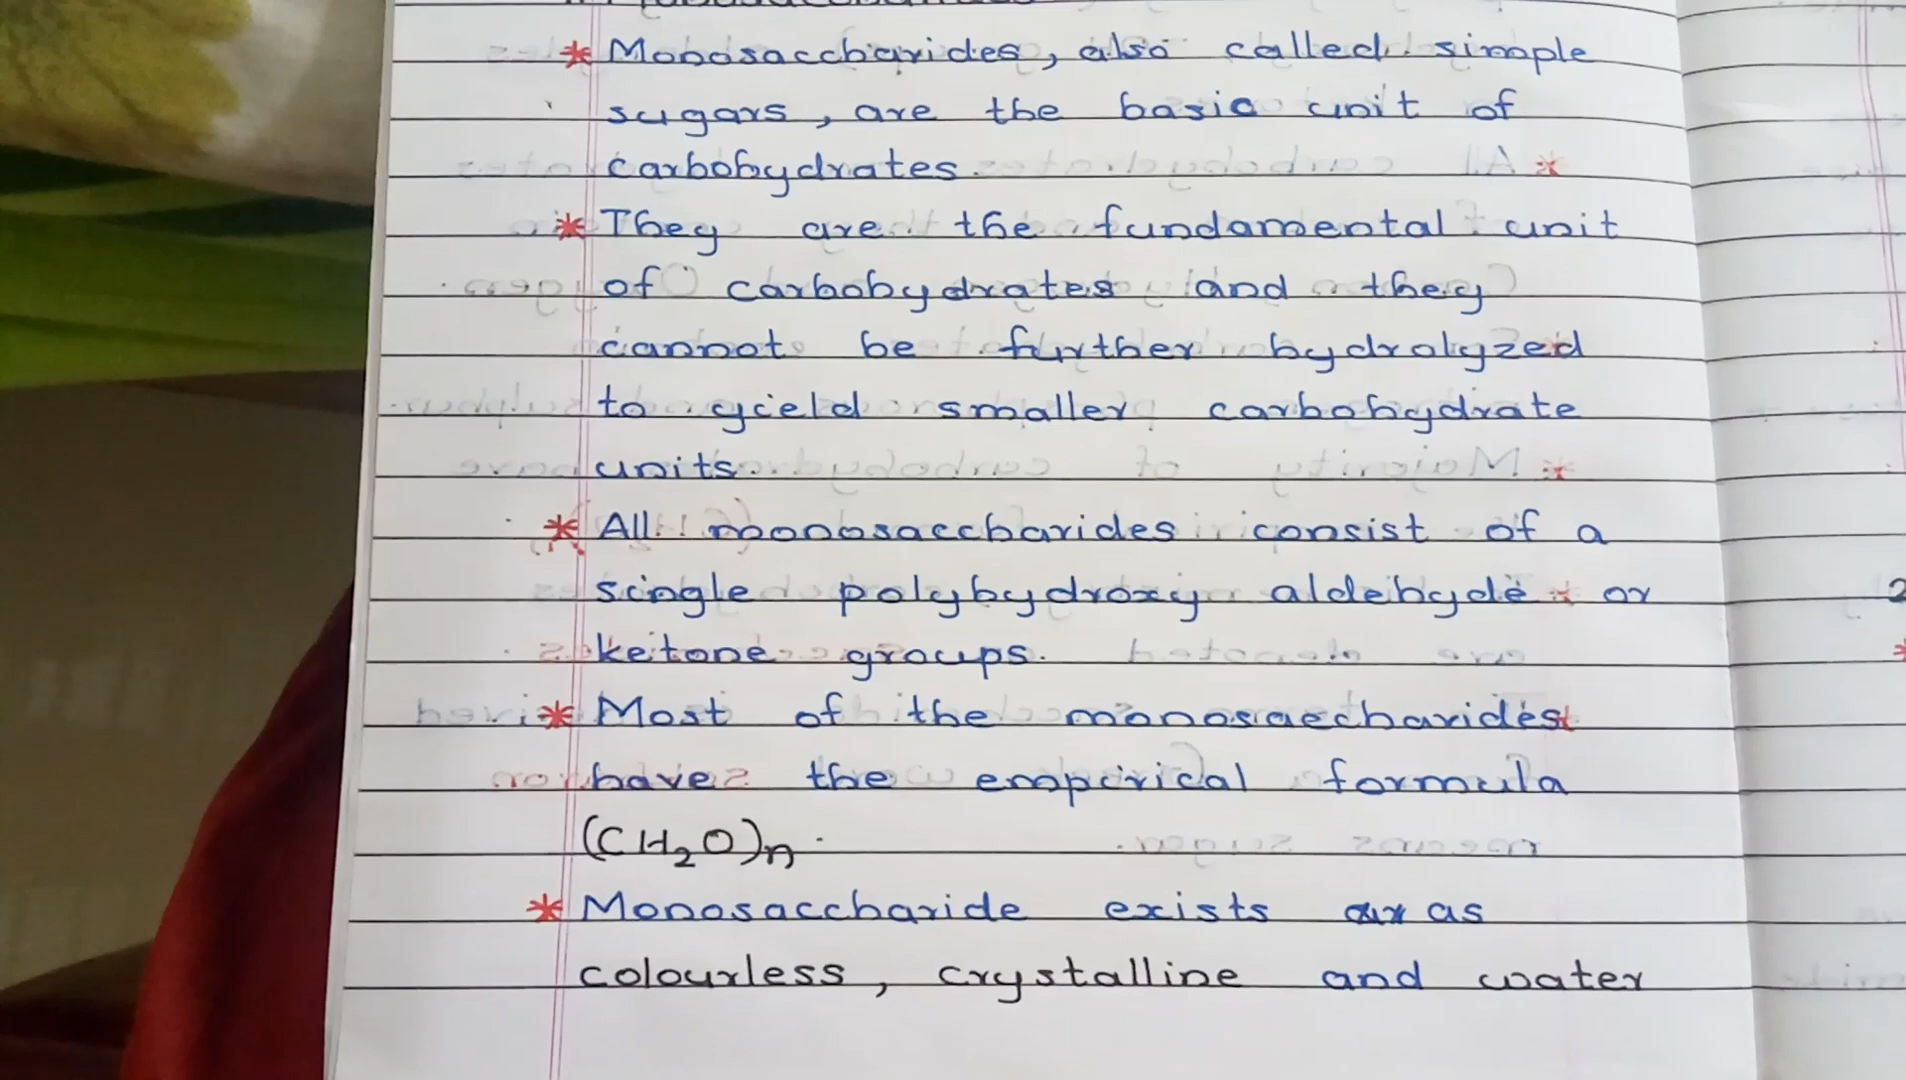 * Monosaccharides, also called simple
sugars, are the basic unit of
carbohydrates.
* They are the fundamental unit
of carbohydrates and they
cannot be further hydrolyzed
to yield smaller carbohydrate
units.
* All monosaccharides consist of a
single polyhydroxy aldehyde or
ketone groups.
* Most of the monosaccharides
have the empirical formula
(CH₂O)n.
* Monosaccharide exists as
colourless, crystalline and water
2